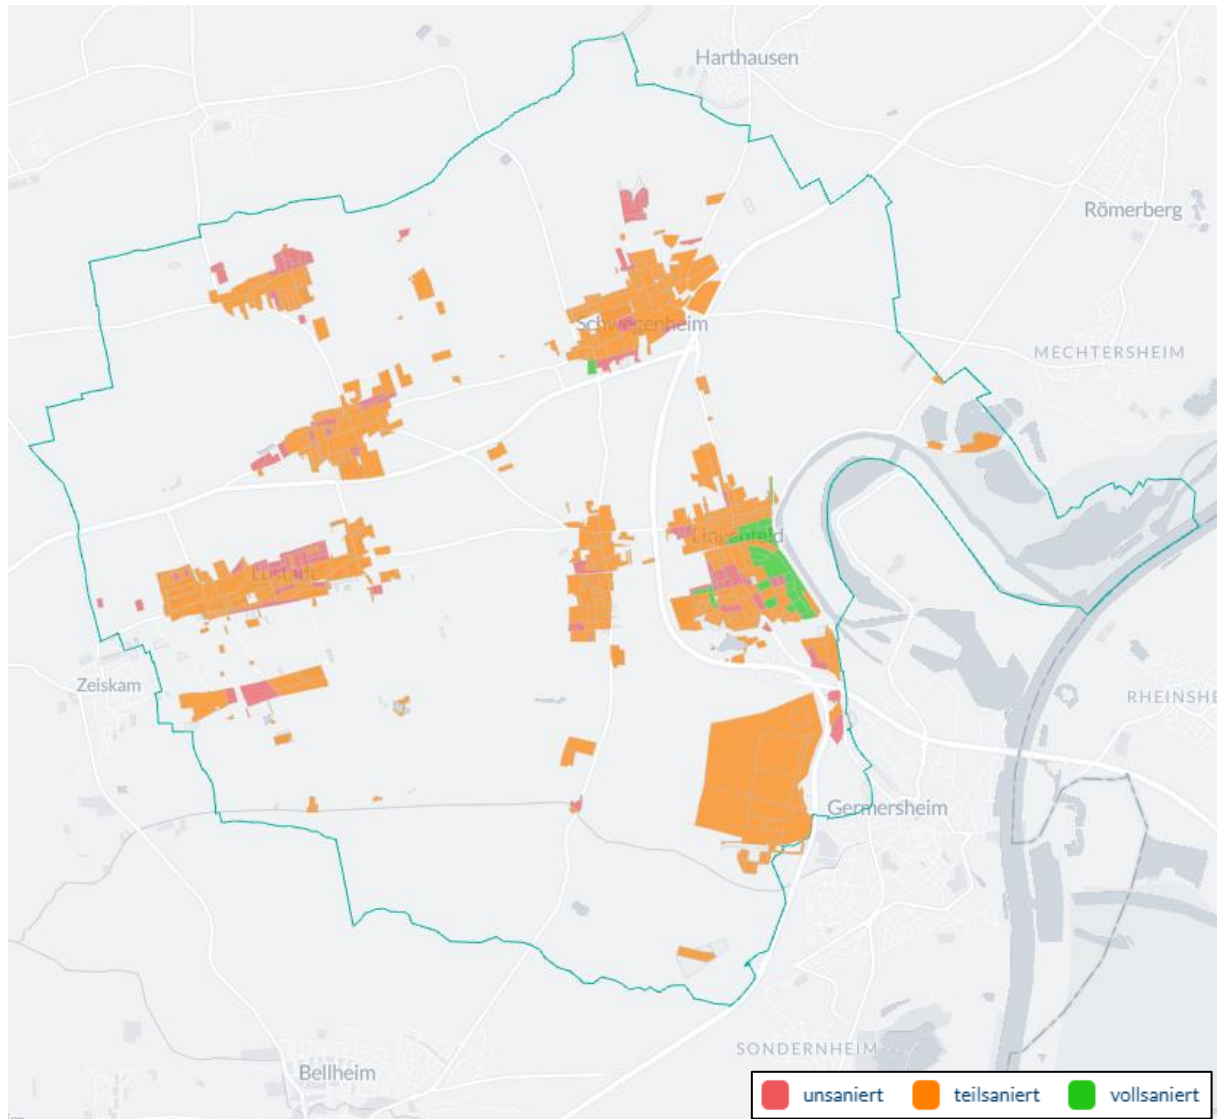 Harthausen
Römerberg
Schwegenheim
MECHTERSHEIM
Lingenfeld
Lustadt
Zeiskam
RHEINSHE
Germersheim
SONDERNHEIM
Bellheim
unsaniert teilsaniert vollsaniert